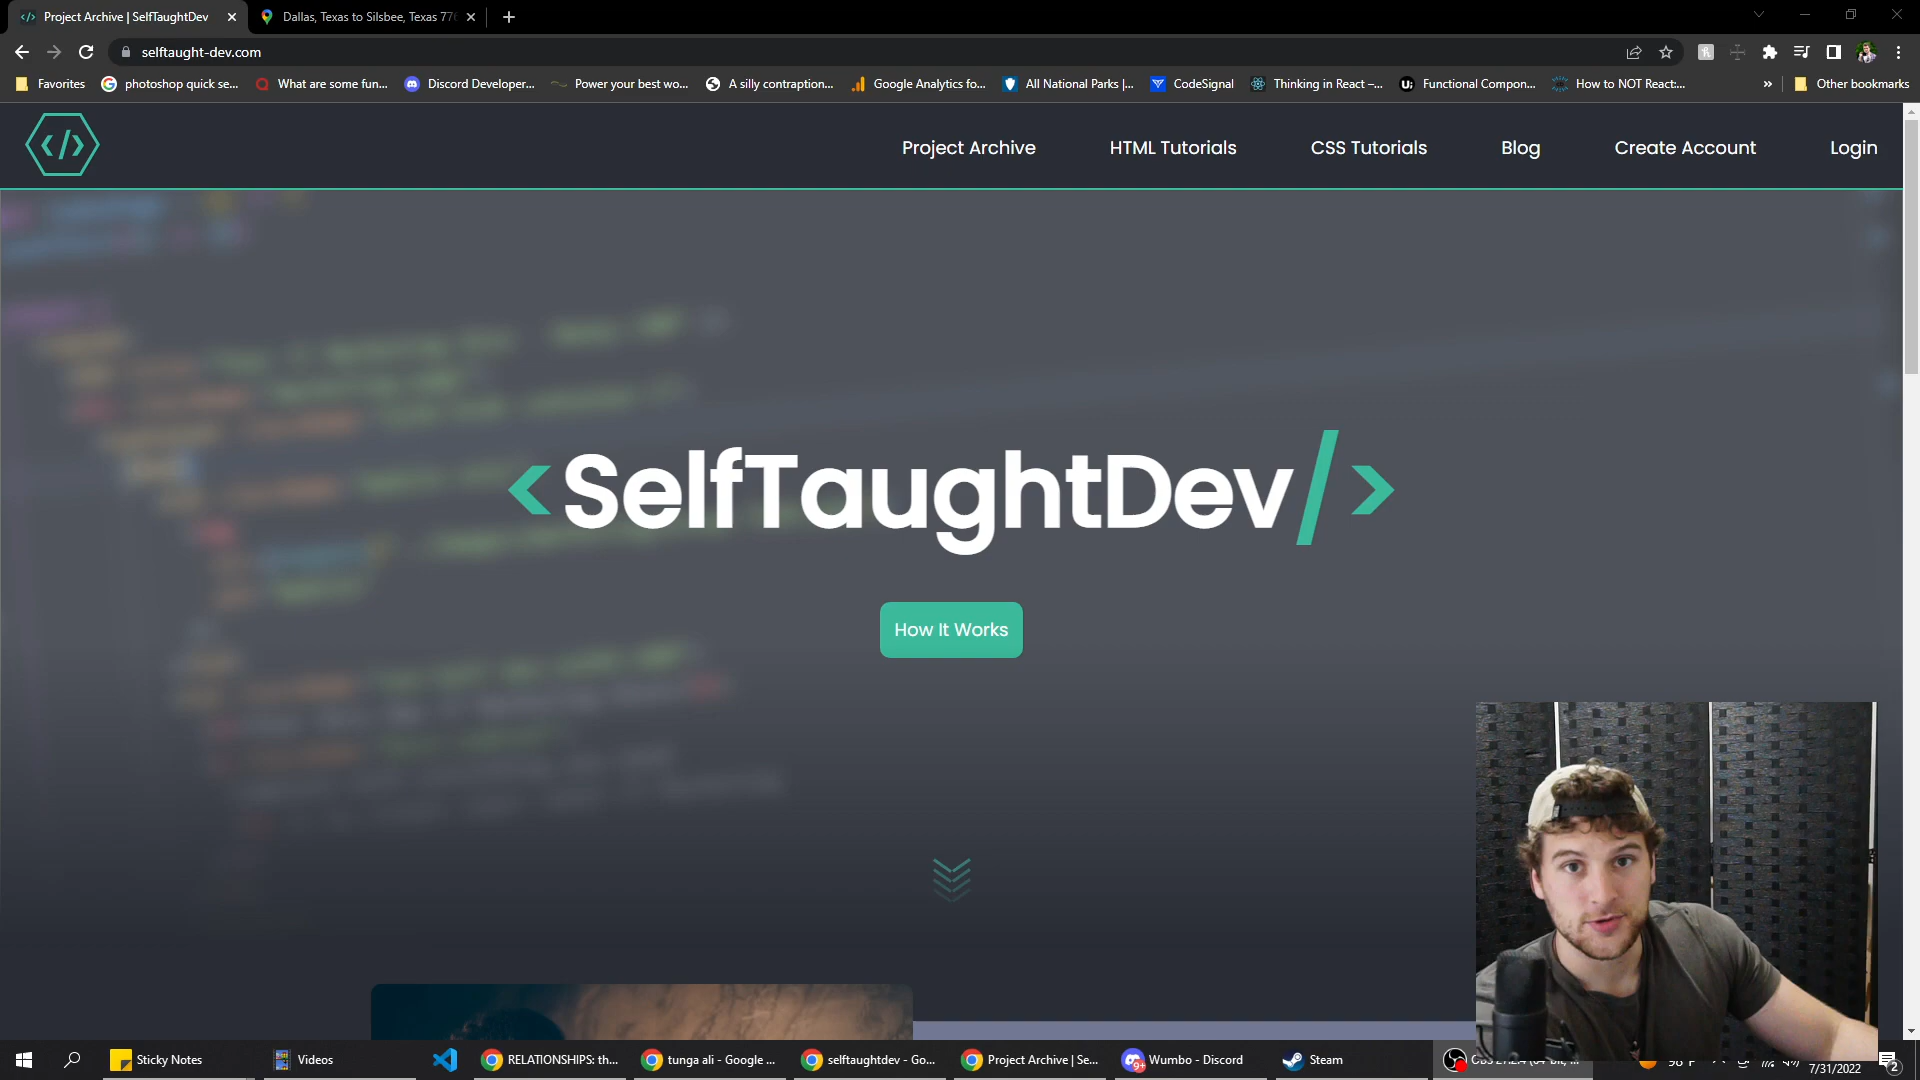 Project Archive | SelfTaughtDev
Dallas, Texas to Silsbee, Texas 776
selftaught-dev.com
Favorites
photoshop quick se...
What are some fun...
Discord Developer...
Power your best wo...
A silly contraption...
Google Analytics fo...
All National Parks |...
CodeSignal
Thinking in React –...
Functional Compon...
How to NOT React:...
»
Other bookmarks
</>
Project Archive
HTML Tutorials
CSS Tutorials
Blog
Create Account
Login
<SelfTaughtDev/>
How It Works
Sticky Notes
Videos
RELATIONSHIPS: th...
tunga ali - Google ...
selftaughtdev - Go...
Project Archive | Se...
9+
Wumbo - Discord
Steam
7/31/2022
2